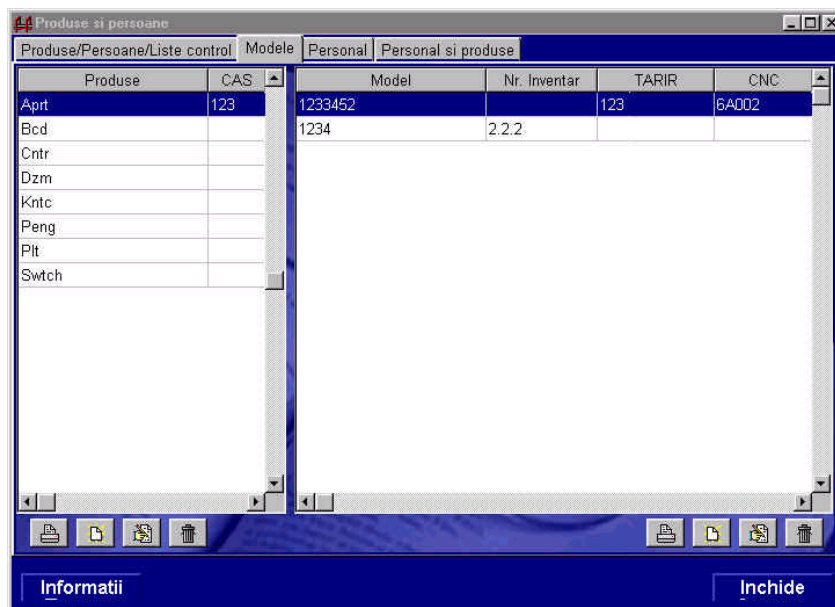 Produse si persoane
Produse/Persoane/Liste control Modele Personal Personal si produse
Produse CAS Model Nr. Inventar TARIR CNC
Aprt 123 1233452 123 6A002
Bcd 1234 2.2.2
Cntr
Dzm
Kntc
Peng
Plt
Swtch
Informatii Inchide